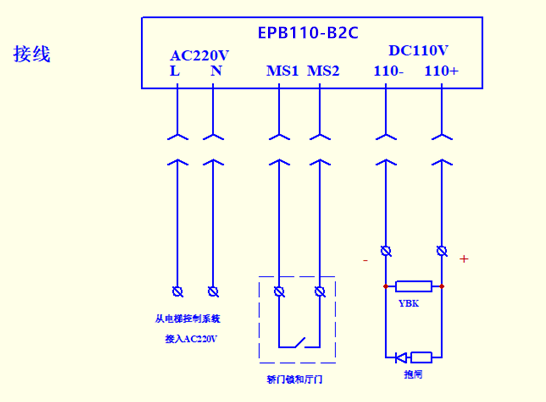 EPB110-B2C
接线
AC220V DC110V
L N MS1 MS2 110- 110+
- +
YBK
从电梯控制系统
接入AC220V
轿门锁和厅门
抱闸